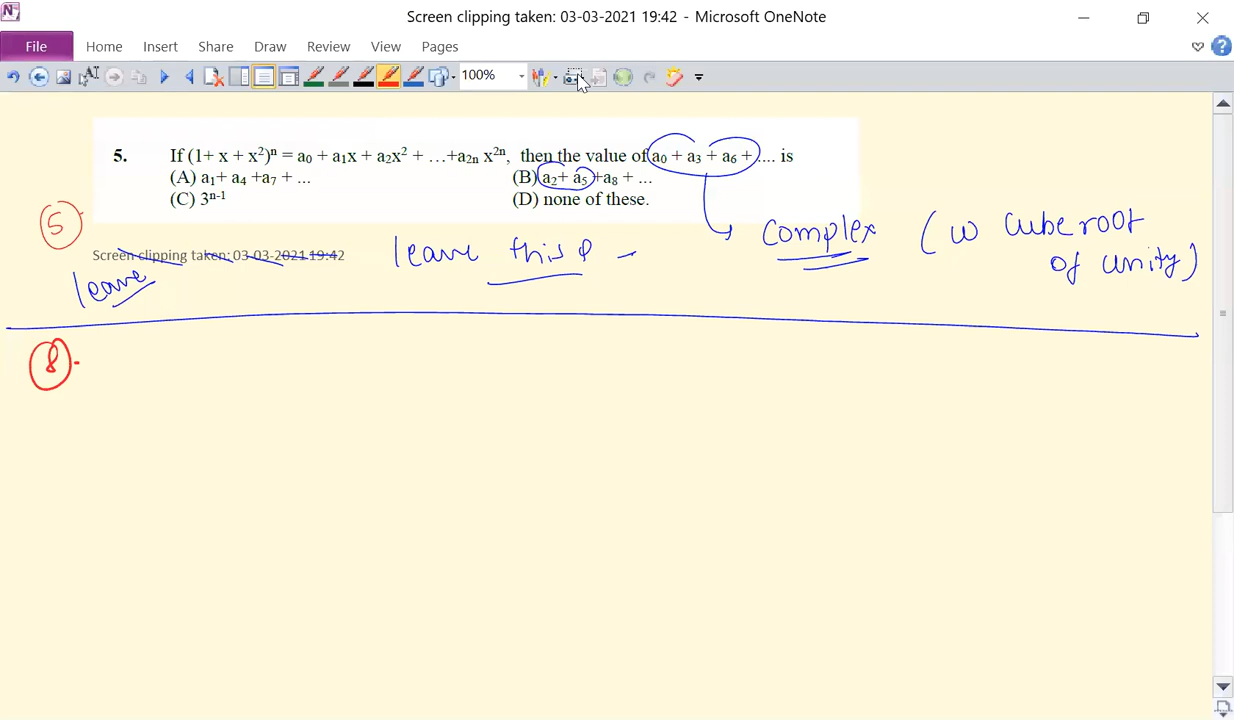 Screen clipping taken: 03-03-2021 19:42 - Microsoft OneNote
File Home Insert Share Draw Review View Pages
100%
5. If (1+ x + x²)ⁿ = a₀ + a₁x + a₂x² + …+a₂ₙ x²ⁿ, then the value of a₀ + a₃ + a₆ + …. is
(A) a₁+ a₄ +a₇ + … (B) a₂+ a₅ +a₈ + …
(C) 3ⁿ⁻¹ (D) none of these.
5
complex (ω cube root
of unity)
Screen clipping taken: 03-03-2021 19:42
leave this Q –
leave
8.